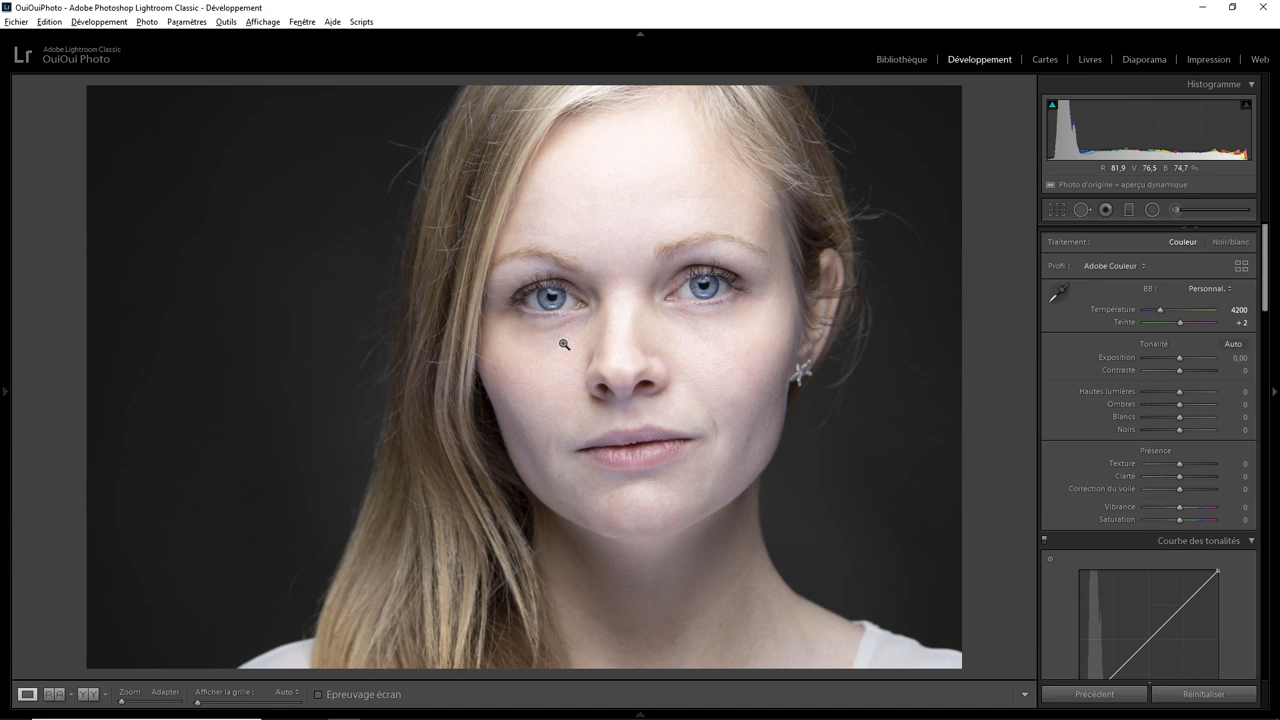 OuiOuiPhoto - Adobe Photoshop Lightroom Classic - Développement
Fichier Edition Développement Photo Paramètres Outils Affichage Fenêtre Aide Scripts
Lr Adobe Lightroom Classic
OuiOui Photo
Bibliothèque | Développement | Cartes | Livres | Diaporama | Impression | Web
Histogramme
R 81,9 V 76,5 B 74,7 %
Photo d'origine + aperçu dynamique
Traitement : Couleur Noir/blanc
Profil : Adobe Couleur
BB : Personnal.
Température 4200
Teinte + 2
Tonalité Auto
Exposition 0,00
Contraste 0
Hautes lumières 0
Ombres 0
Blancs 0
Noirs 0
Présence
Texture 0
Clarté 0
Correction du voile 0
Vibrance 0
Saturation 0
Courbe des tonalités
Zoom Adapter Afficher la grille : Auto Epreuvage écran
Précédent Réinitialiser